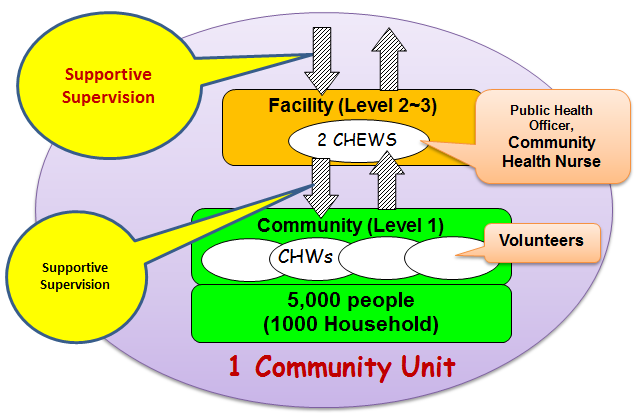 Supportive
Supervision
Facility (Level 2~3)
2 CHEWS
Public Health
Officer,
Community
Health Nurse
Supportive
Supervision
Community (Level 1)
CHWs
Volunteers
5,000 people
(1000 Household)
1 Community Unit